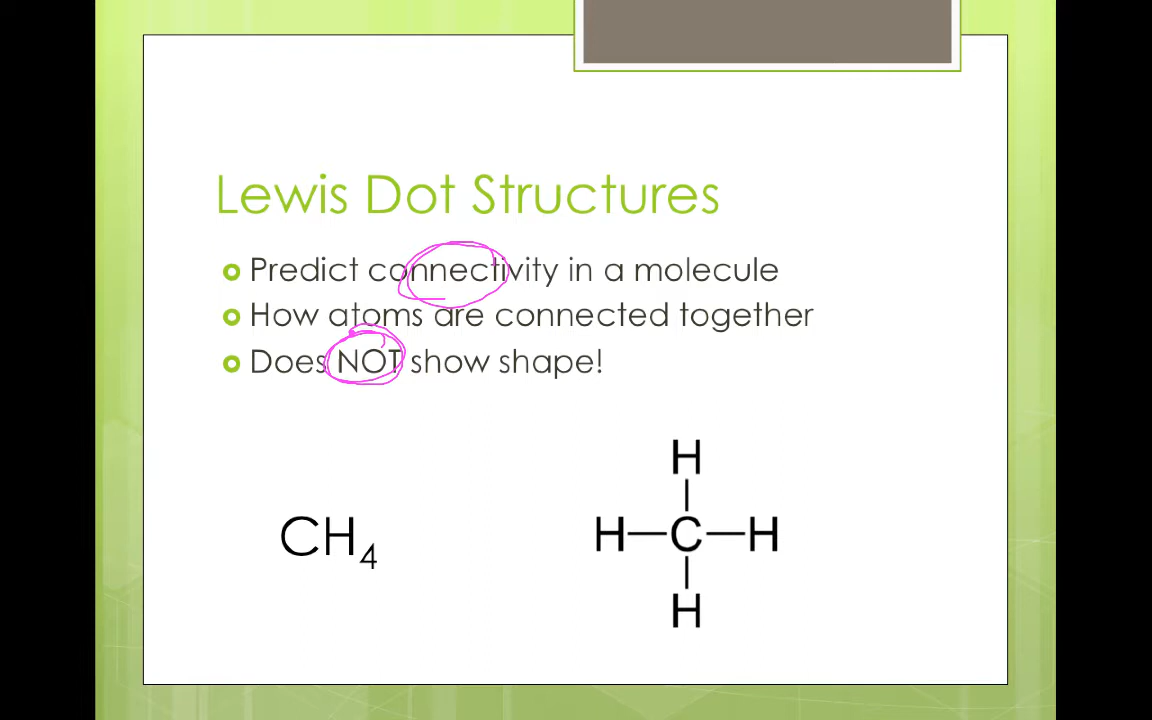 Lewis Dot Structures
Predict connectivity in a molecule
How atoms are connected together
Does NOT show shape!
H
CH₄ H—C—H
H